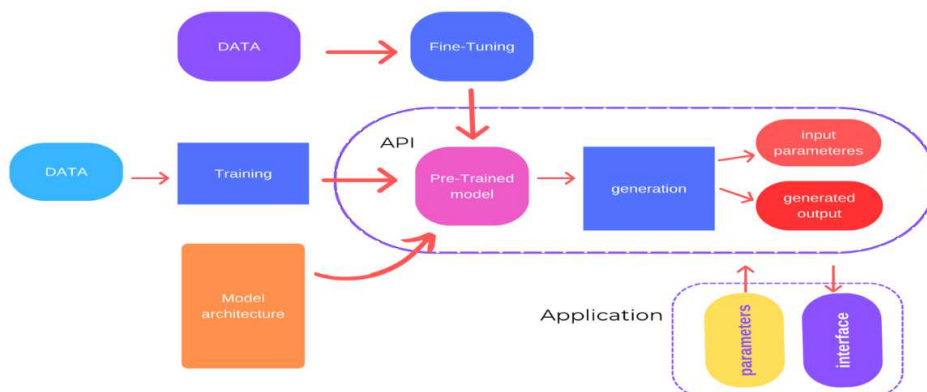 DATA
Fine-Tuning
API
input
parameteres
DATA
Training
Pre-Trained
model
generation
generated
output
Model
architecture
Application
parameters
interface